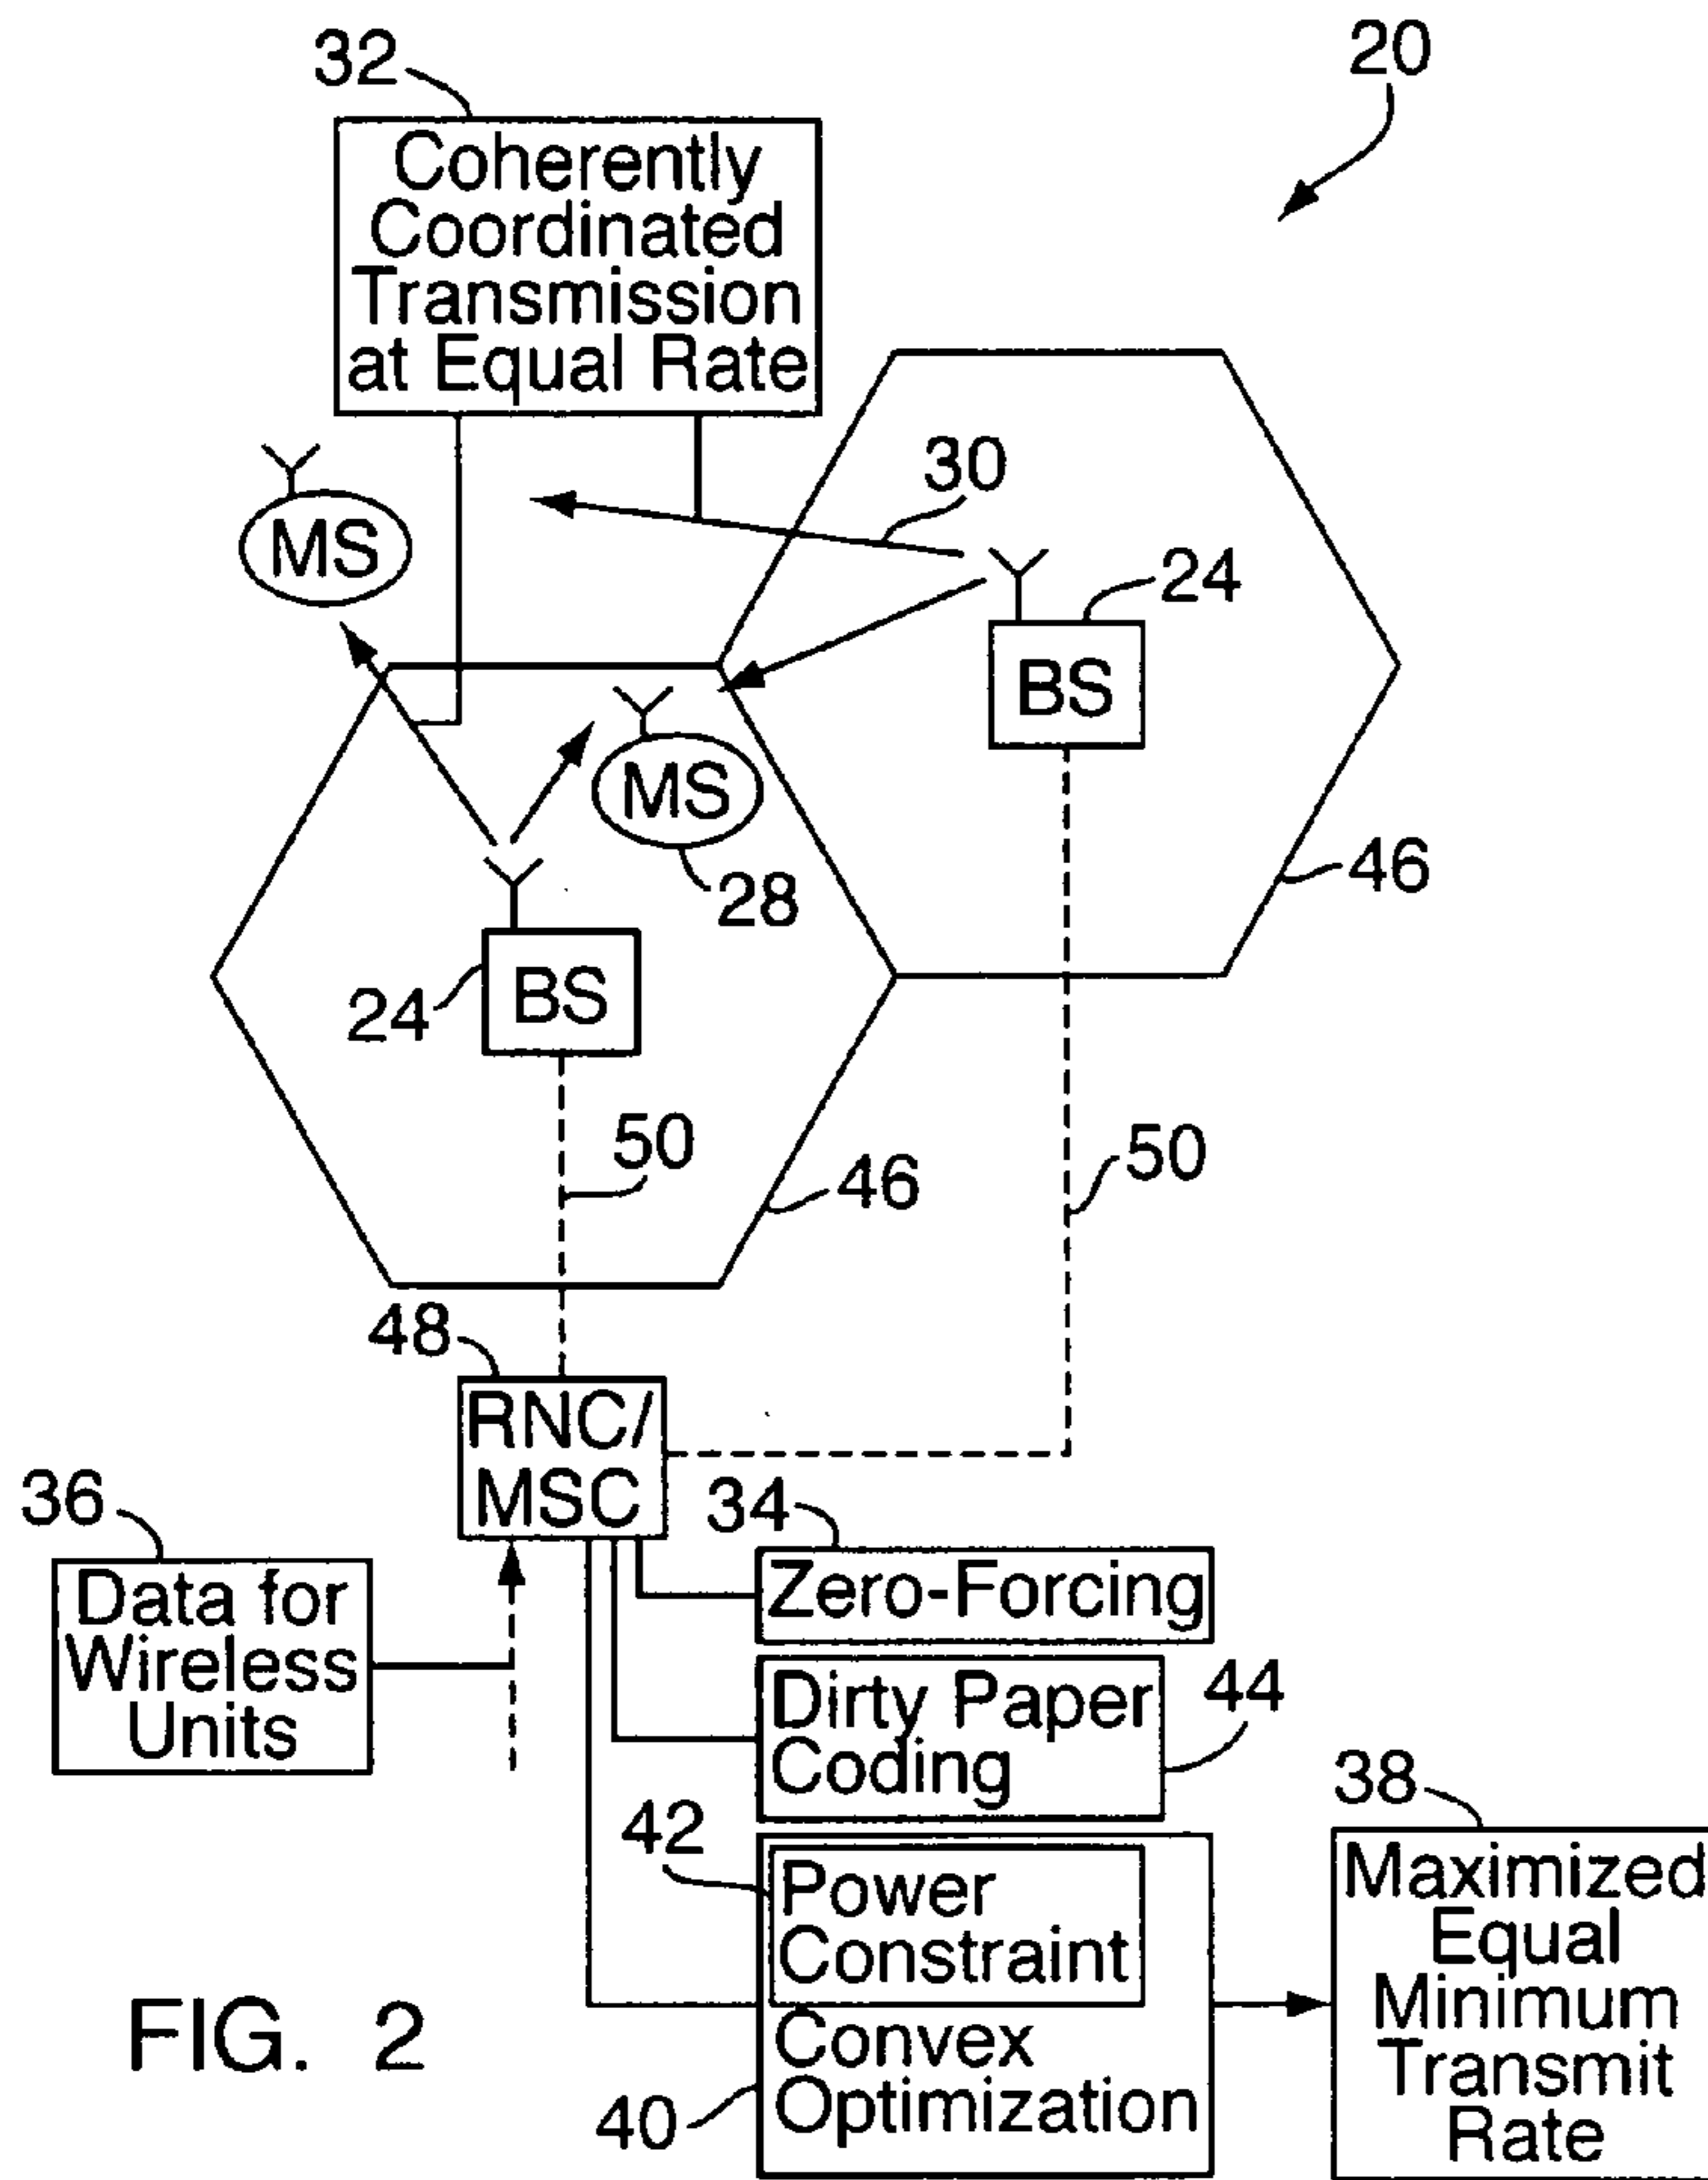 20
32
Coherently
Coordinated
Transmission
at Equal Rate
30
MS
24
BS
MS
28
46
24
BS
50
46
50
48
RNC/
MSC
36
Data for
Wireless
Units
34
Zero-Forcing
Dirty Paper
Coding
44
42
Power
Constraint
Convex
Optimization
40
38
Maximized
Equal
Minimum
Transmit
Rate
FIG. 2